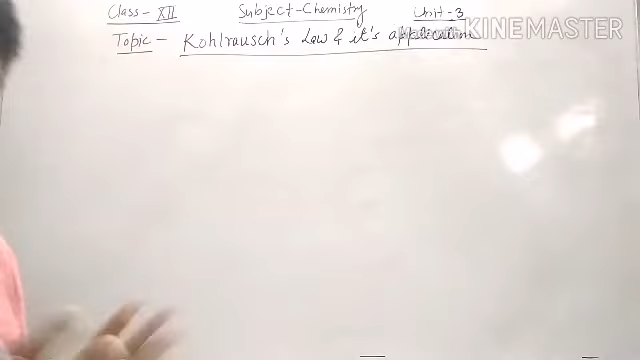 Class - XII Subject - Chemistry Unit - 3
KINEMASTER
Topic - Kohlrausch's Law & it's application